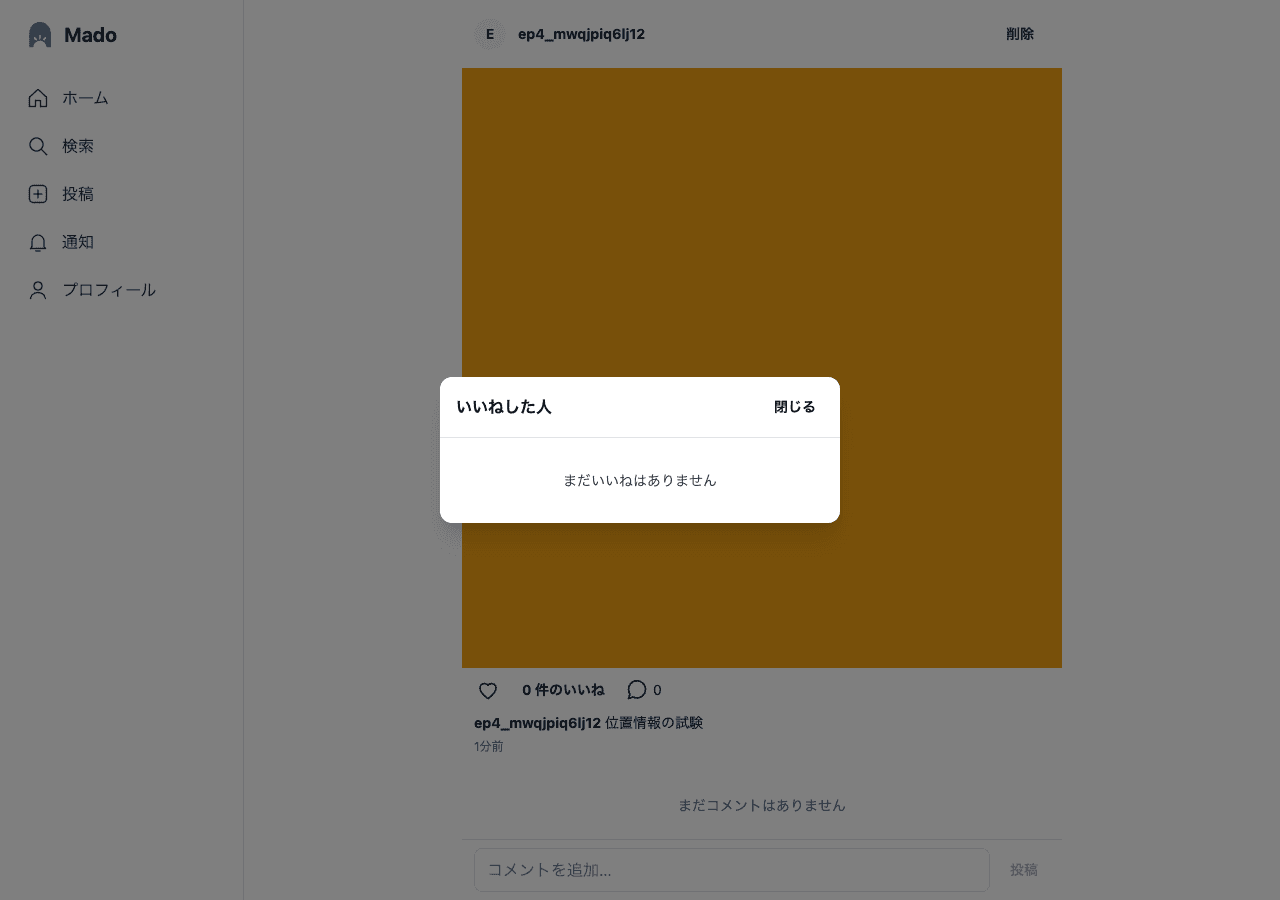 Mado
ホーム
検索
投稿
通知
プロフィール
E ep4_mwqjpiq6lj12 削除
いいねした人 閉じる
まだいいねはありません
0 件のいいね 0
ep4_mwqjpiq6lj12 位置情報の試験
1分前
まだコメントはありません
コメントを追加... 投稿